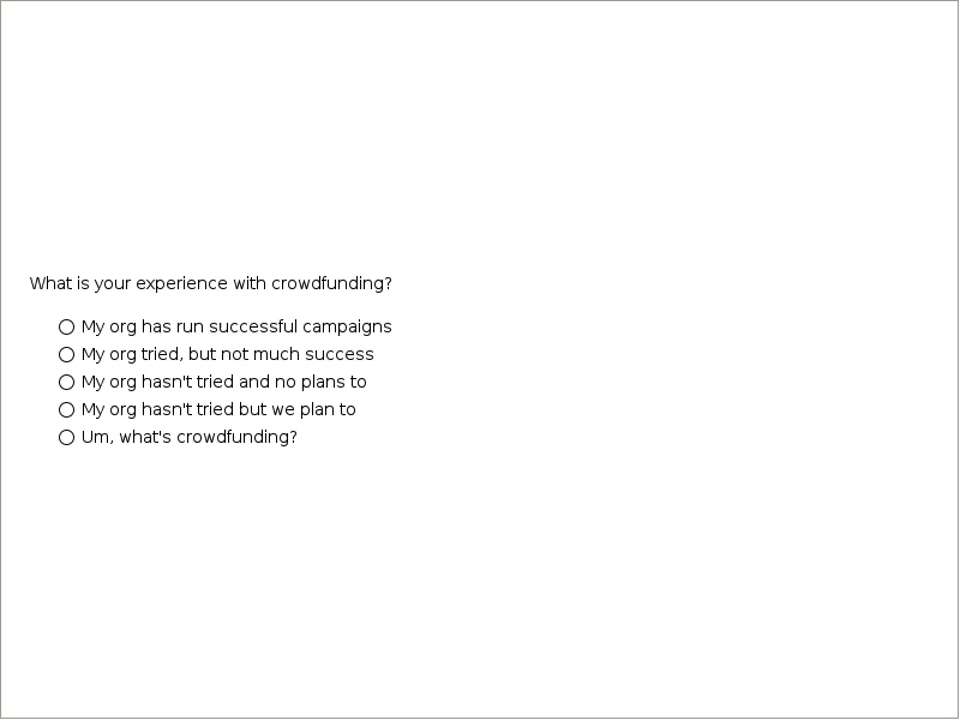 What is your experience with crowdfunding?
My org has run successful campaigns
My org tried, but not much success
My org hasn't tried and no plans to
My org hasn't tried but we plan to
Um, what's crowdfunding?